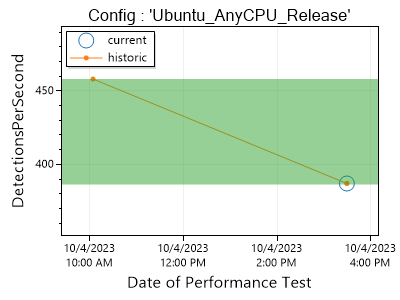 Config : 'Ubuntu_AnyCPU_Release'
current
historic
DetectionsPerSecond
450
400
10/4/2023
10:00 AM
10/4/2023
12:00 PM
10/4/2023
2:00 PM
10/4/2023
4:00 PM
Date of Performance Test